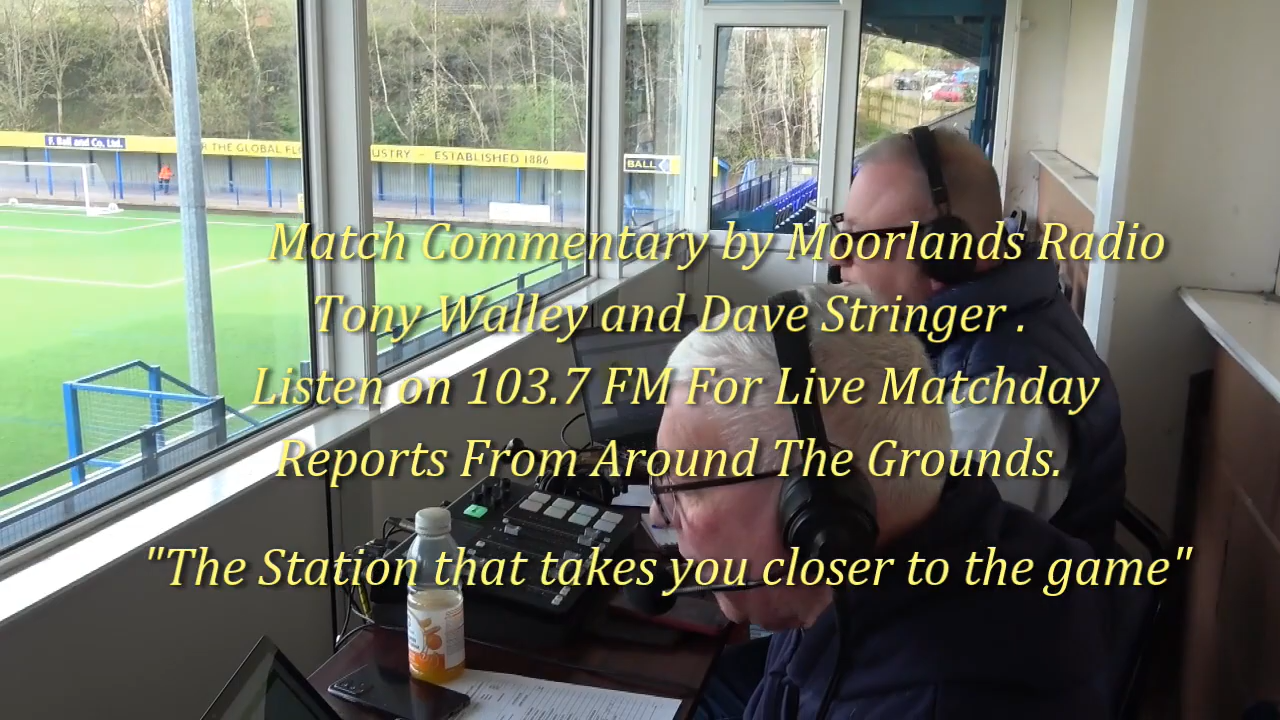 F. Ball and Co. Ltd.
R THE GLOBAL FLO
USTRY - ESTABLISHED 1886
BALL
Match Commentary by Moorlands Radio
Tony Walley and Dave Stringer .
Listen on 103.7 FM For Live Matchday
Reports From Around The Grounds.
"The Station that takes you closer to the game"